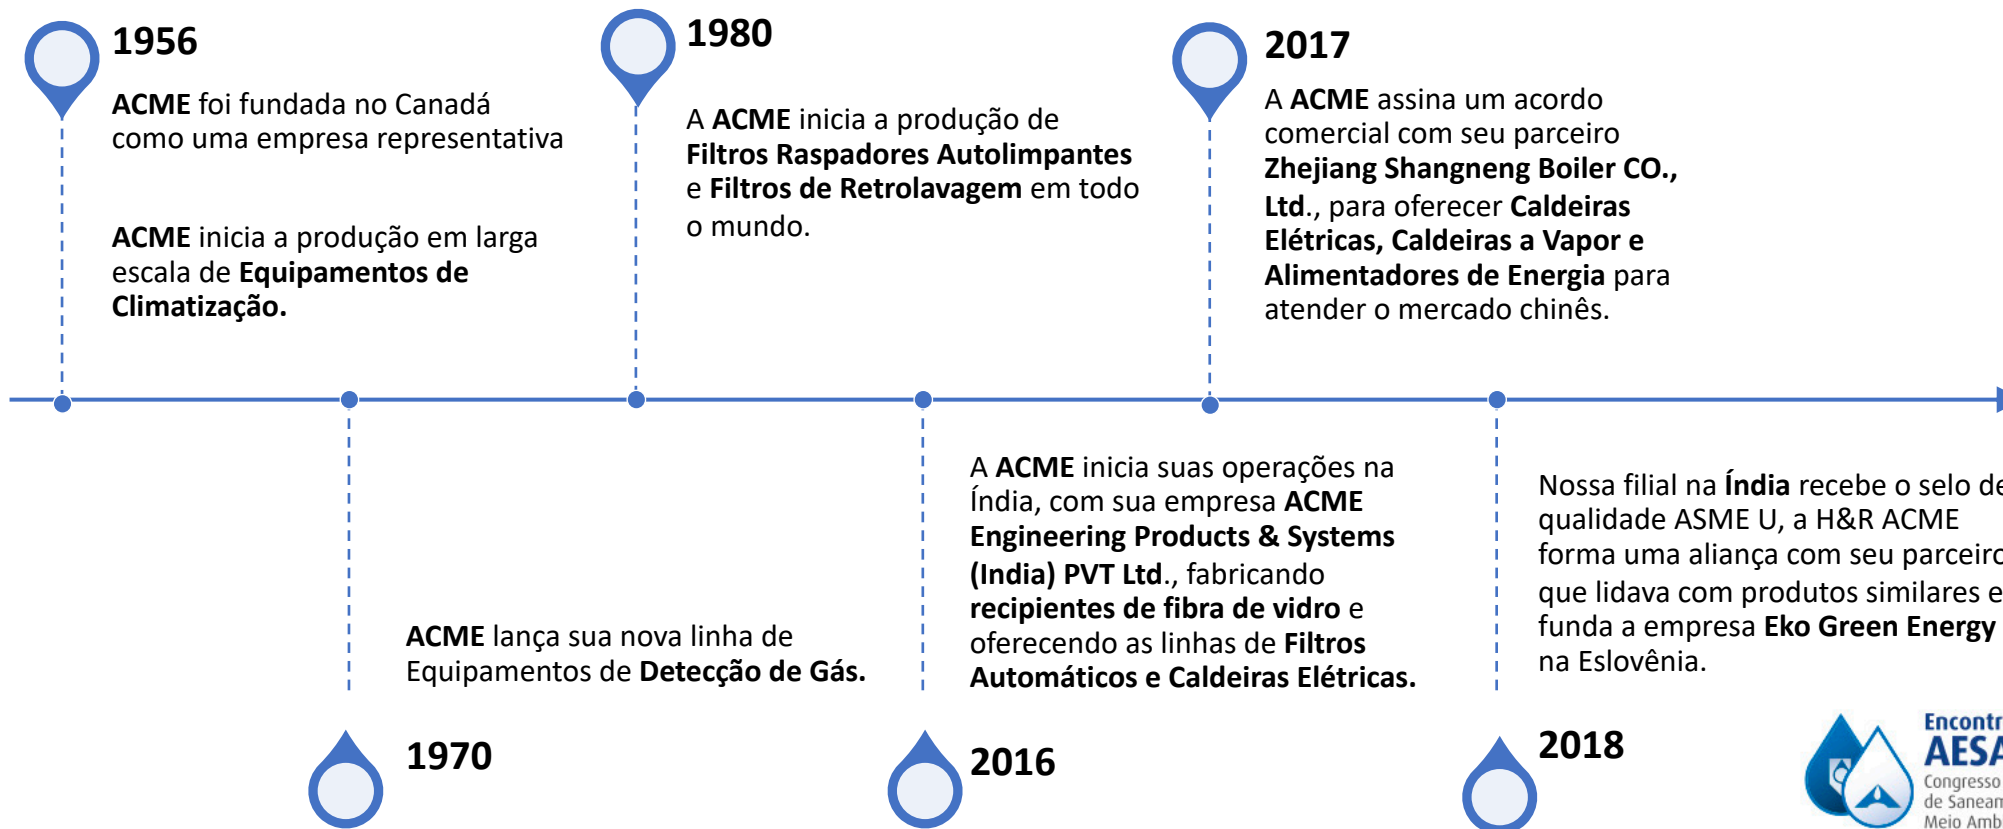 1956
ACME foi fundada no Canadá
como uma empresa representativa
ACME inicia a produção em larga
escala de Equipamentos de
Climatização.
1980
A ACME inicia a produção de
Filtros Raspadores Autolimpantes
e Filtros de Retrolavagem em todo
o mundo.
2017
A ACME assina um acordo
comercial com seu parceiro
Zhejiang Shangneng Boiler CO.,
Ltd., para oferecer Caldeiras
Elétricas, Caldeiras a Vapor e
Alimentadores de Energia para
atender o mercado chinês.
ACME lança sua nova linha de
Equipamentos de Detecção de Gás.
1970
A ACME inicia suas operações na
Índia, com sua empresa ACME
Engineering Products & Systems
(India) PVT Ltd., fabricando
recipientes de fibra de vidro e
oferecendo as linhas de Filtros
Automáticos e Caldeiras Elétricas.
2016
Nossa filial na Índia recebe o selo de
qualidade ASME U, a H&R ACME
forma uma aliança com seu parceiro
que lidava com produtos similares e
funda a empresa Eko Green Energy
na Eslovênia.
2018
Congresso
de
Meio